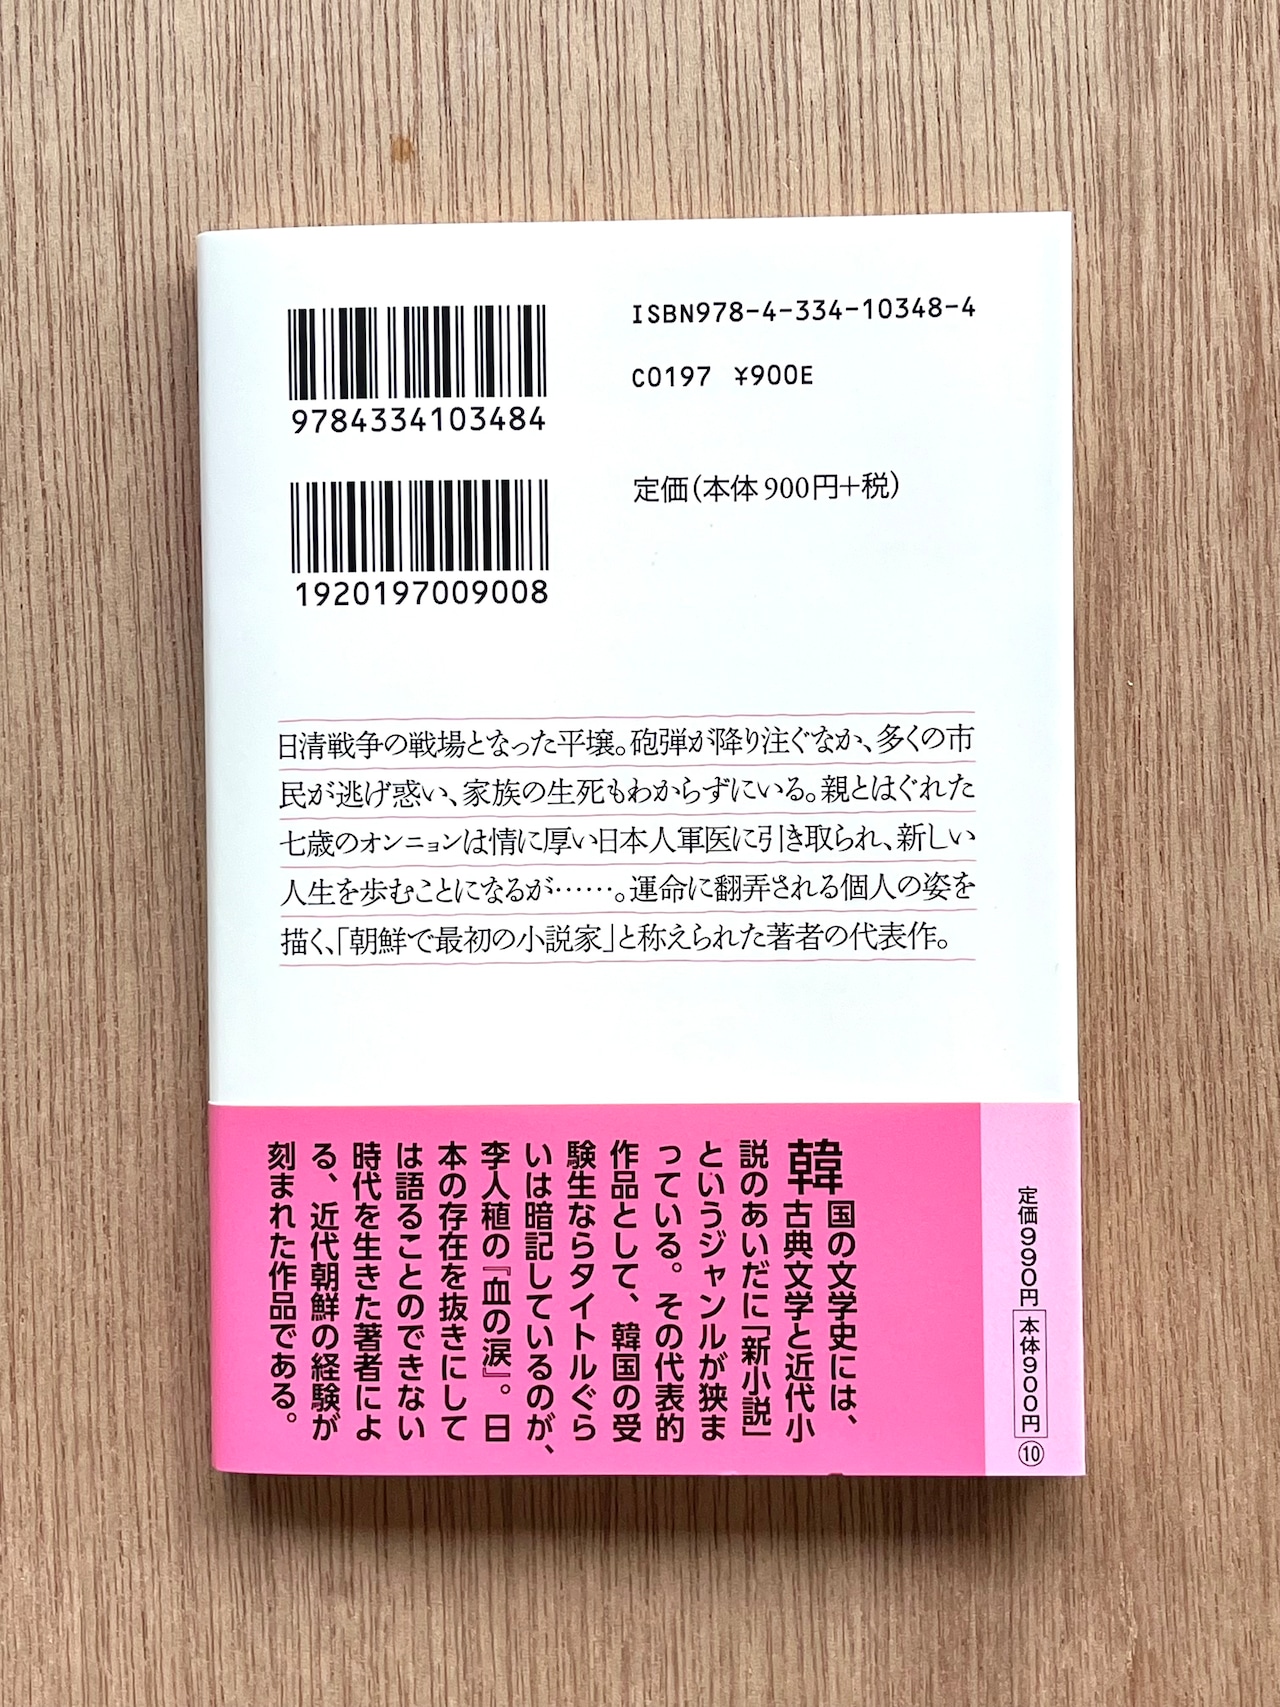 9784334103484
ISBN978-4-334-10348-4
C0197 ¥900E
1920197009008
定価(本体900円+税)
日清戦争の戦場となった平壌。砲弾が降り注ぐなか、多くの市
民が逃げ惑い、家族の生死もわからずにいる。親とはぐれた
七歳のオンニョンは情に厚い日本人軍医に引き取られ、新しい
人生を歩むことになるが……。運命に翻弄される個人の姿を
描く、「朝鮮で最初の小説家」と称えられた著者の代表作。
韓国の文学史には、
古典文学と近代小
説のあいだに「新小説」
というジャンルが狭ま
っている。その代表的
作品として、韓国の受
験生ならタイトルぐら
いは暗記しているのが、
李人稙の『血の涙』。日
本の存在を抜きにして
は語ることのできない
時代を生きた著者によ
る、近代朝鮮の経験が
刻まれた作品である。
定価990円 本体900円 ⑩